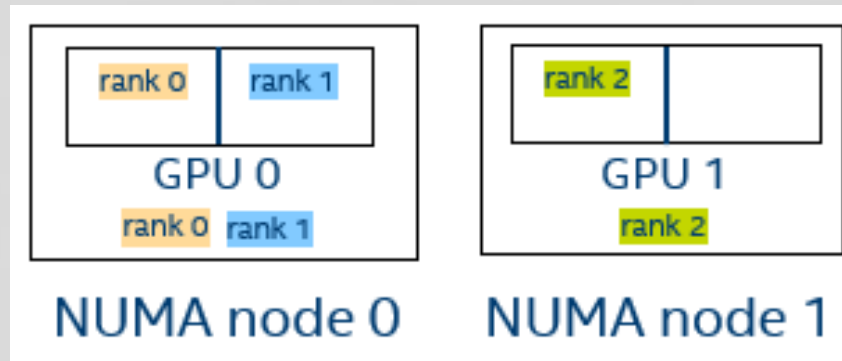 rank 0 rank 1
GPU 0
rank 0 rank 1
NUMA node 0
rank 2
GPU 1
rank 2
NUMA node 1